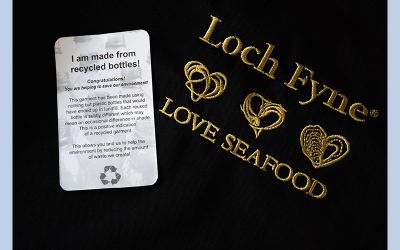 I am made from
recycled bottles!
Congratulations!
You are helping to save our environment!
This garment has been made using
nothing but plastic bottles that would
have ended up in landfill. Each reused
bottle is subtly different which may
mean an occasional difference in shade.
This is a positive indication
of a recycled garment.
This allows you and us to help the
environment by reducing the amount
of waste we create!
Loch Fyne®
LOVE SEAFOOD